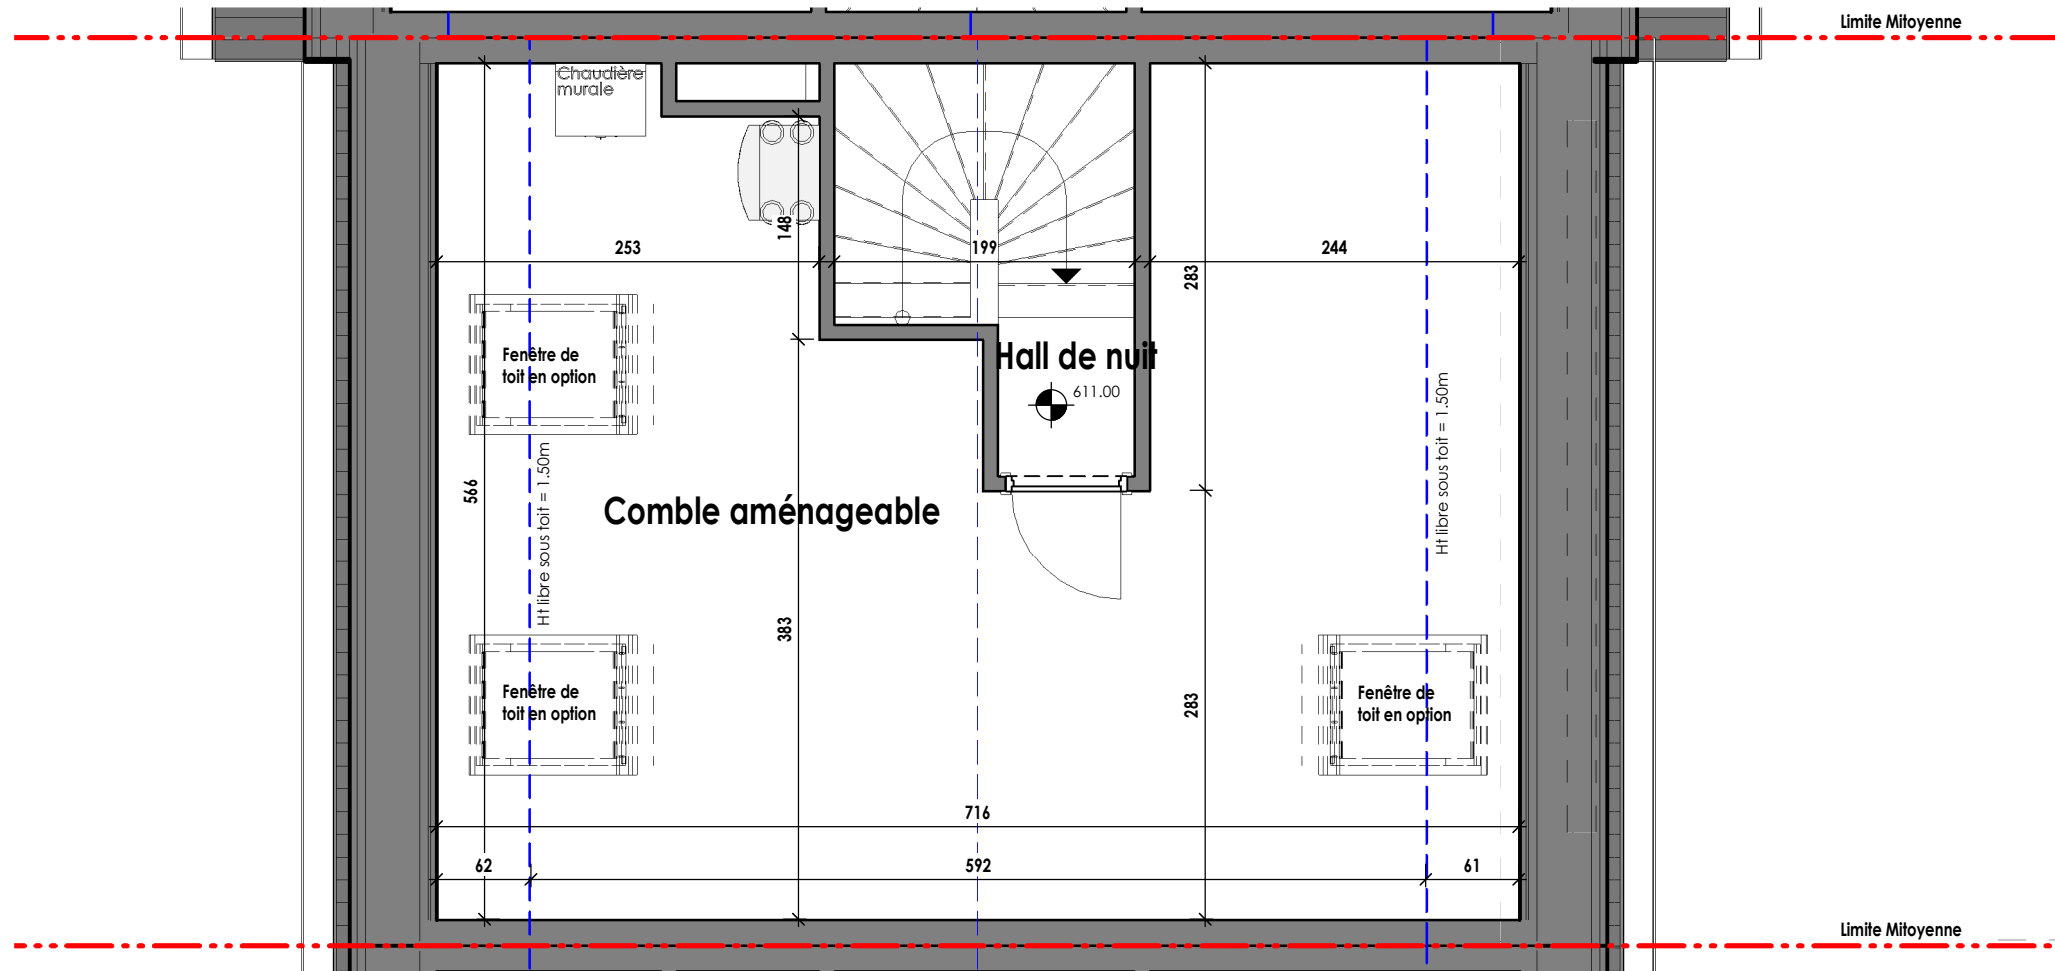 Limite Mitoyenne
Chaudière
murale
148
253
199
244
283
Fenêtre de
toit en option
Hall de nuit
611.00
Ht libre sous toit = 1.50m
Ht libre sous toit = 1.50m
566
Comble aménageable
383
283
Fenêtre de
toit en option
Fenêtre de
toit en option
716
62
592
61
Limite Mitoyenne